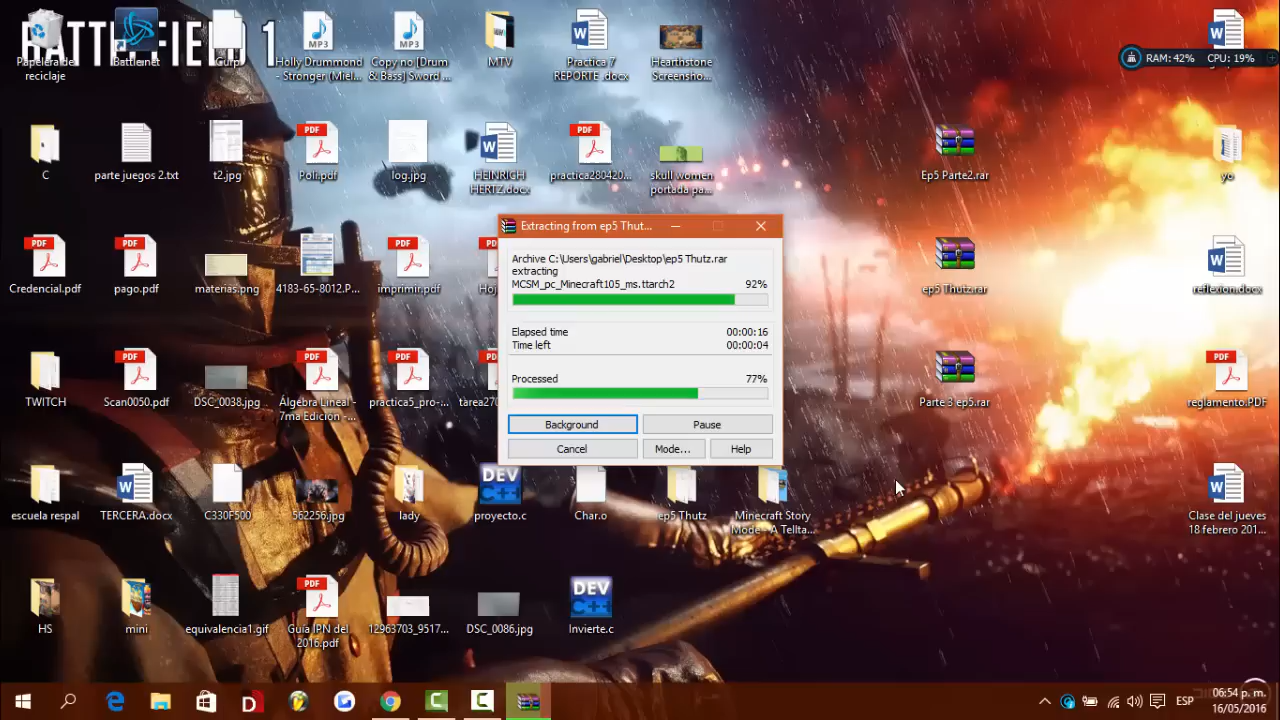 BATTLEFIELD 1
Papelera de
reciclaje
Battle.net
Curp
Holly Drummond
- Stronger (Miel...
Copy no [Drum
& Bass] Sword ...
MTV
Practica 7
REPORTE .docx
Hearthstone
Screensho...
RAM: 42% CPU: 19%
C
parte juegos 2.txt
t2.jpg
Poli.pdf
log.jpg
HEINRICH
HERTZ.docx
practica280420...
skull women
portada pa...
Ep5 Parte2.rar
yo
Extracting from ep5 Thut...
Archive C:\Users\gabriel\Desktop\ep5 Thutz.rar
extracting
MCSM_pc_Minecraft105_ms.ttarch2 92%
Elapsed time 00:00:16
Time left 00:00:04
Processed 77%
Background
Pause
Cancel
Mode...
Help
Credencial.pdf
pago.pdf
materias.png
4183-65-8012.P...
imprimir.pdf
ep5 Thutz.rar
reflexion.docx
TWITCH
Scan0050.pdf
DSC_0038.jpg
Álgebra Lineal -
7ma Edición -...
practica5_pro-...
Parte 3 ep5.rar
reglamento.PDF
escuela respal
TERCERA.docx
C330F500
562256.jpg
lady
proyecto.c
Char.o
ep5 Thutz
Minecraft Story
Mode - A Tellta...
Clase del jueves
18 febrero 201...
HS
mini
equivalencia1.gif
Guía IPN del
2016.pdf
12963703_9517...
DSC_0086.jpg
Invierte.c
ESP
06:54 p. m.
16/05/2016